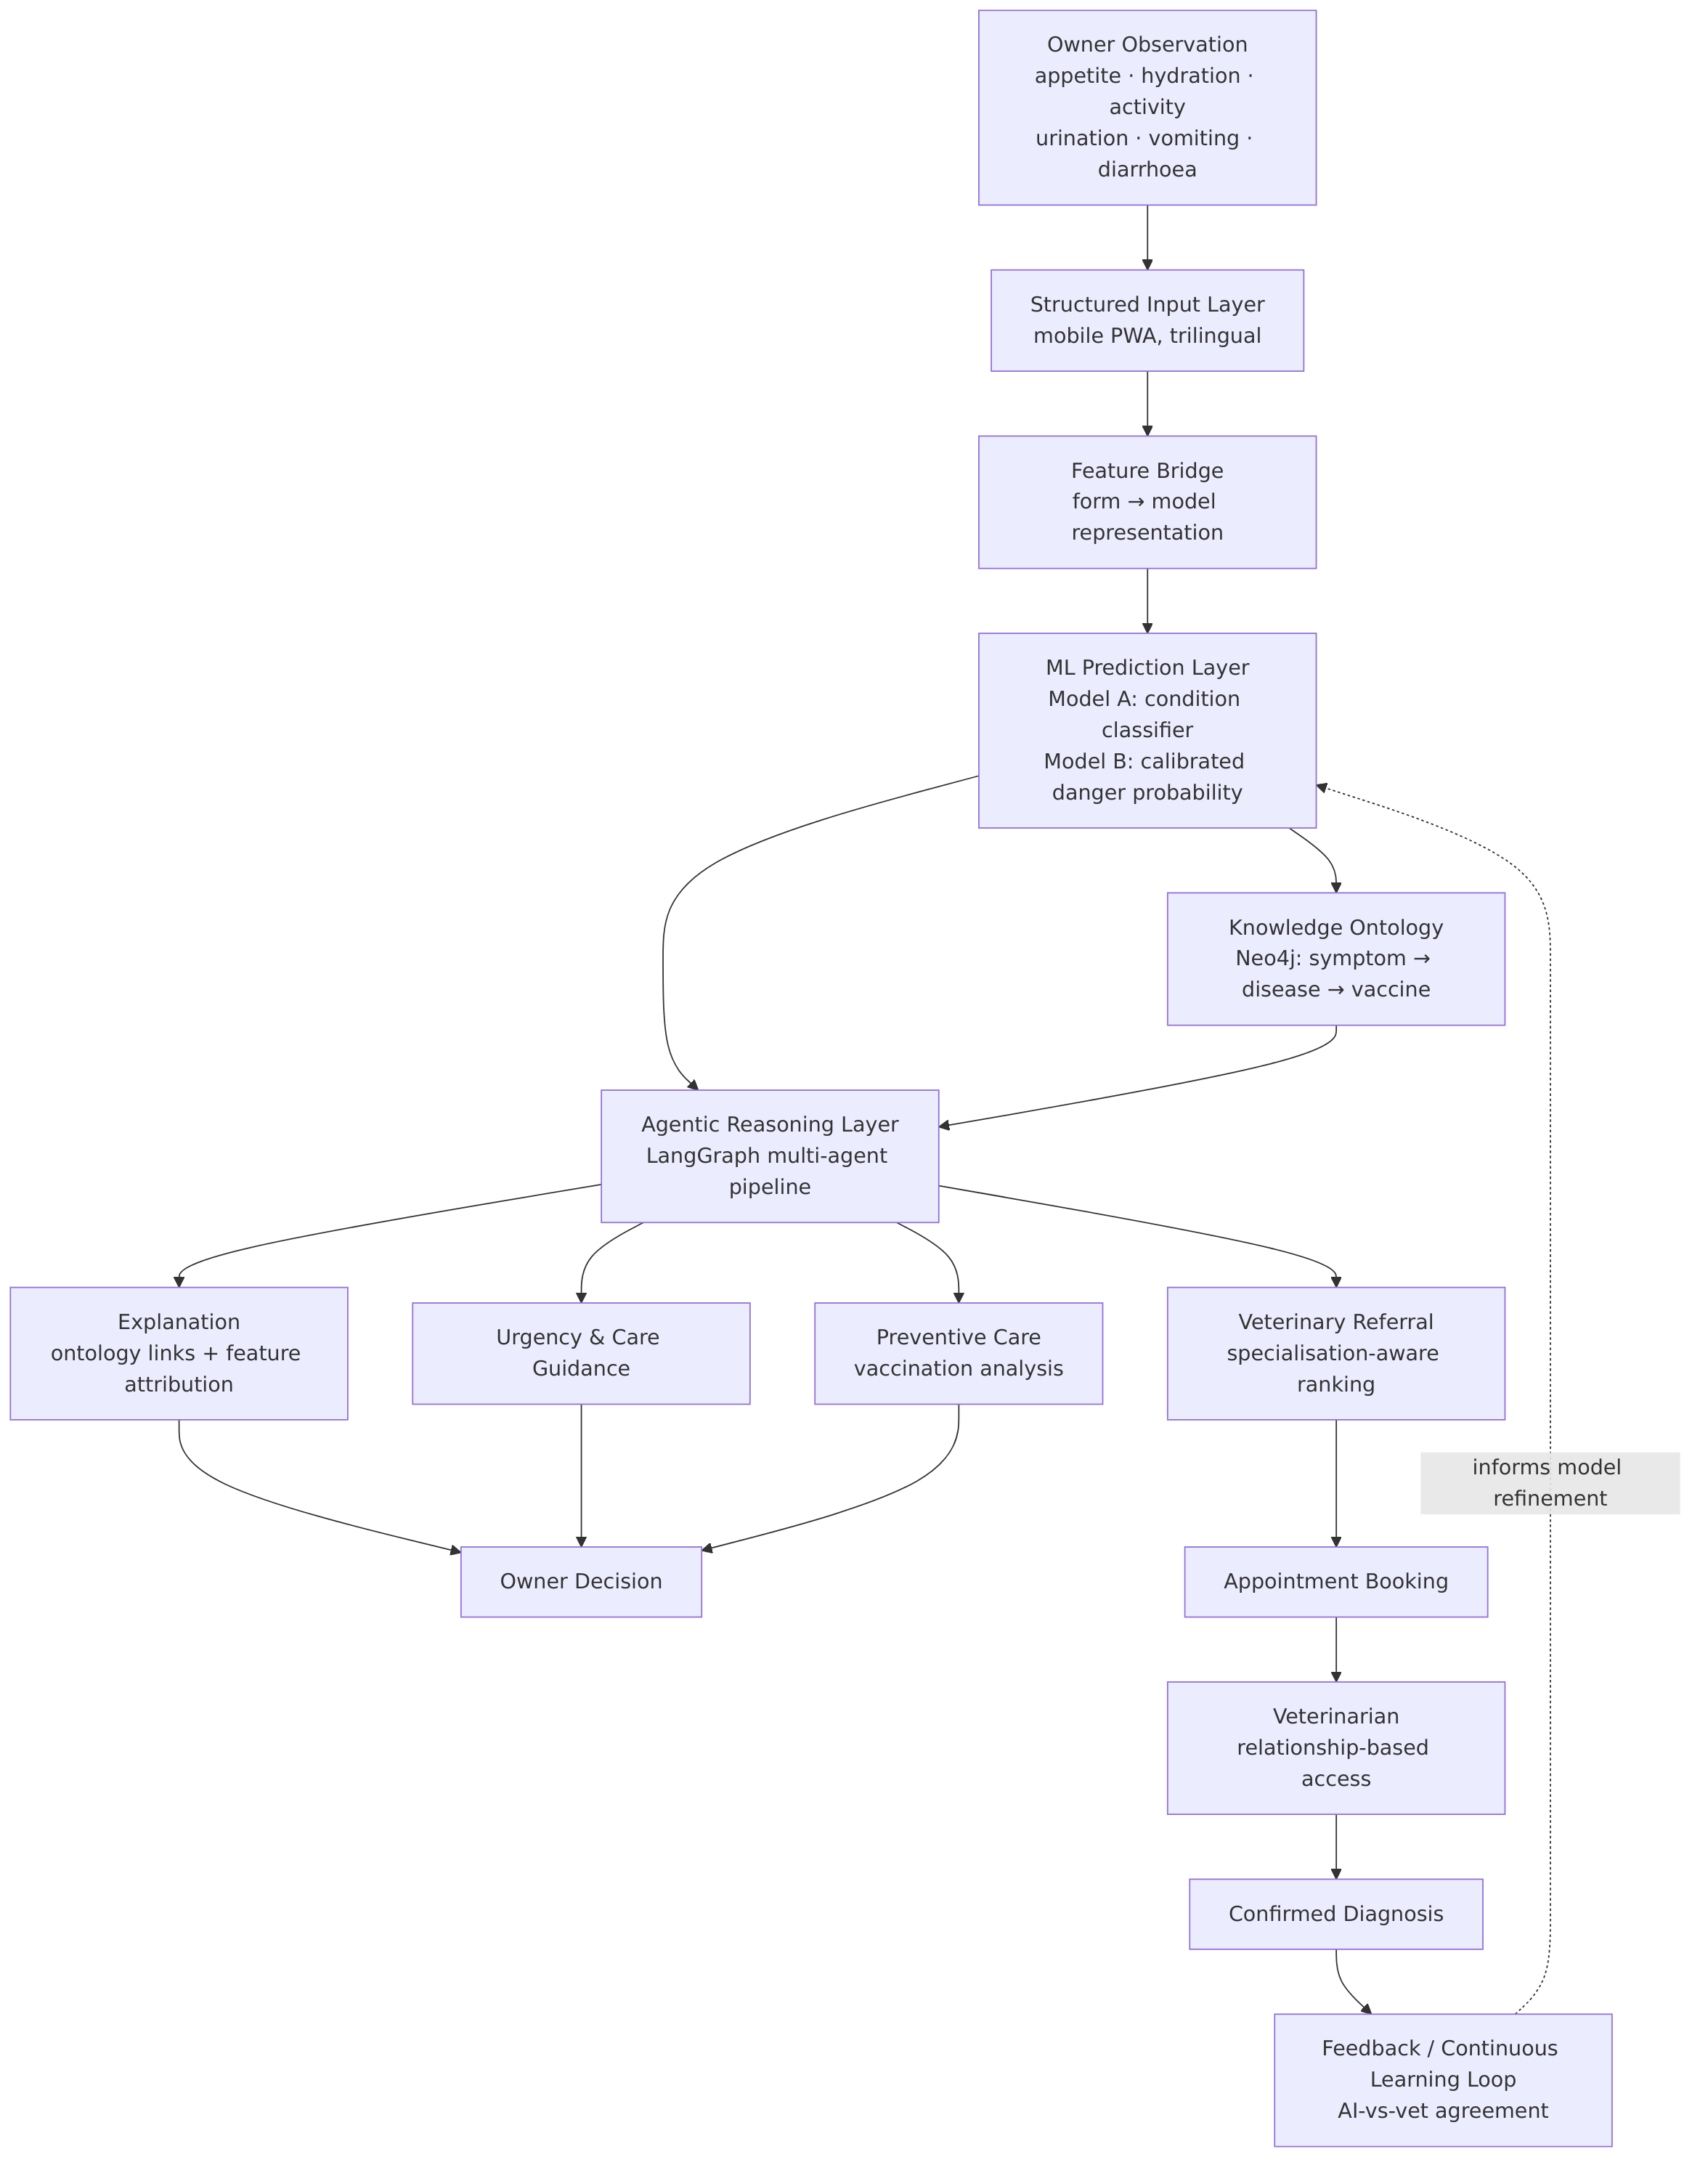 Owner Observation
appetite · hydration ·
activity
urination · vomiting ·
diarrhoea
Structured Input Layer
mobile PWA, trilingual
Feature Bridge
form → model
representation
ML Prediction Layer
Model A: condition
classifier
Model B: calibrated
danger probability
Knowledge Ontology
Neo4j: symptom →
disease → vaccine
Agentic Reasoning Layer
LangGraph multi-agent
pipeline
Explanation
ontology links + feature
attribution
Urgency & Care
Guidance
Preventive Care
vaccination analysis
Veterinary Referral
specialisation-aware
ranking
informs model
refinement
Owner Decision
Appointment Booking
Veterinarian
relationship-based
access
Confirmed Diagnosis
Feedback / Continuous
Learning Loop
AI-vs-vet agreement